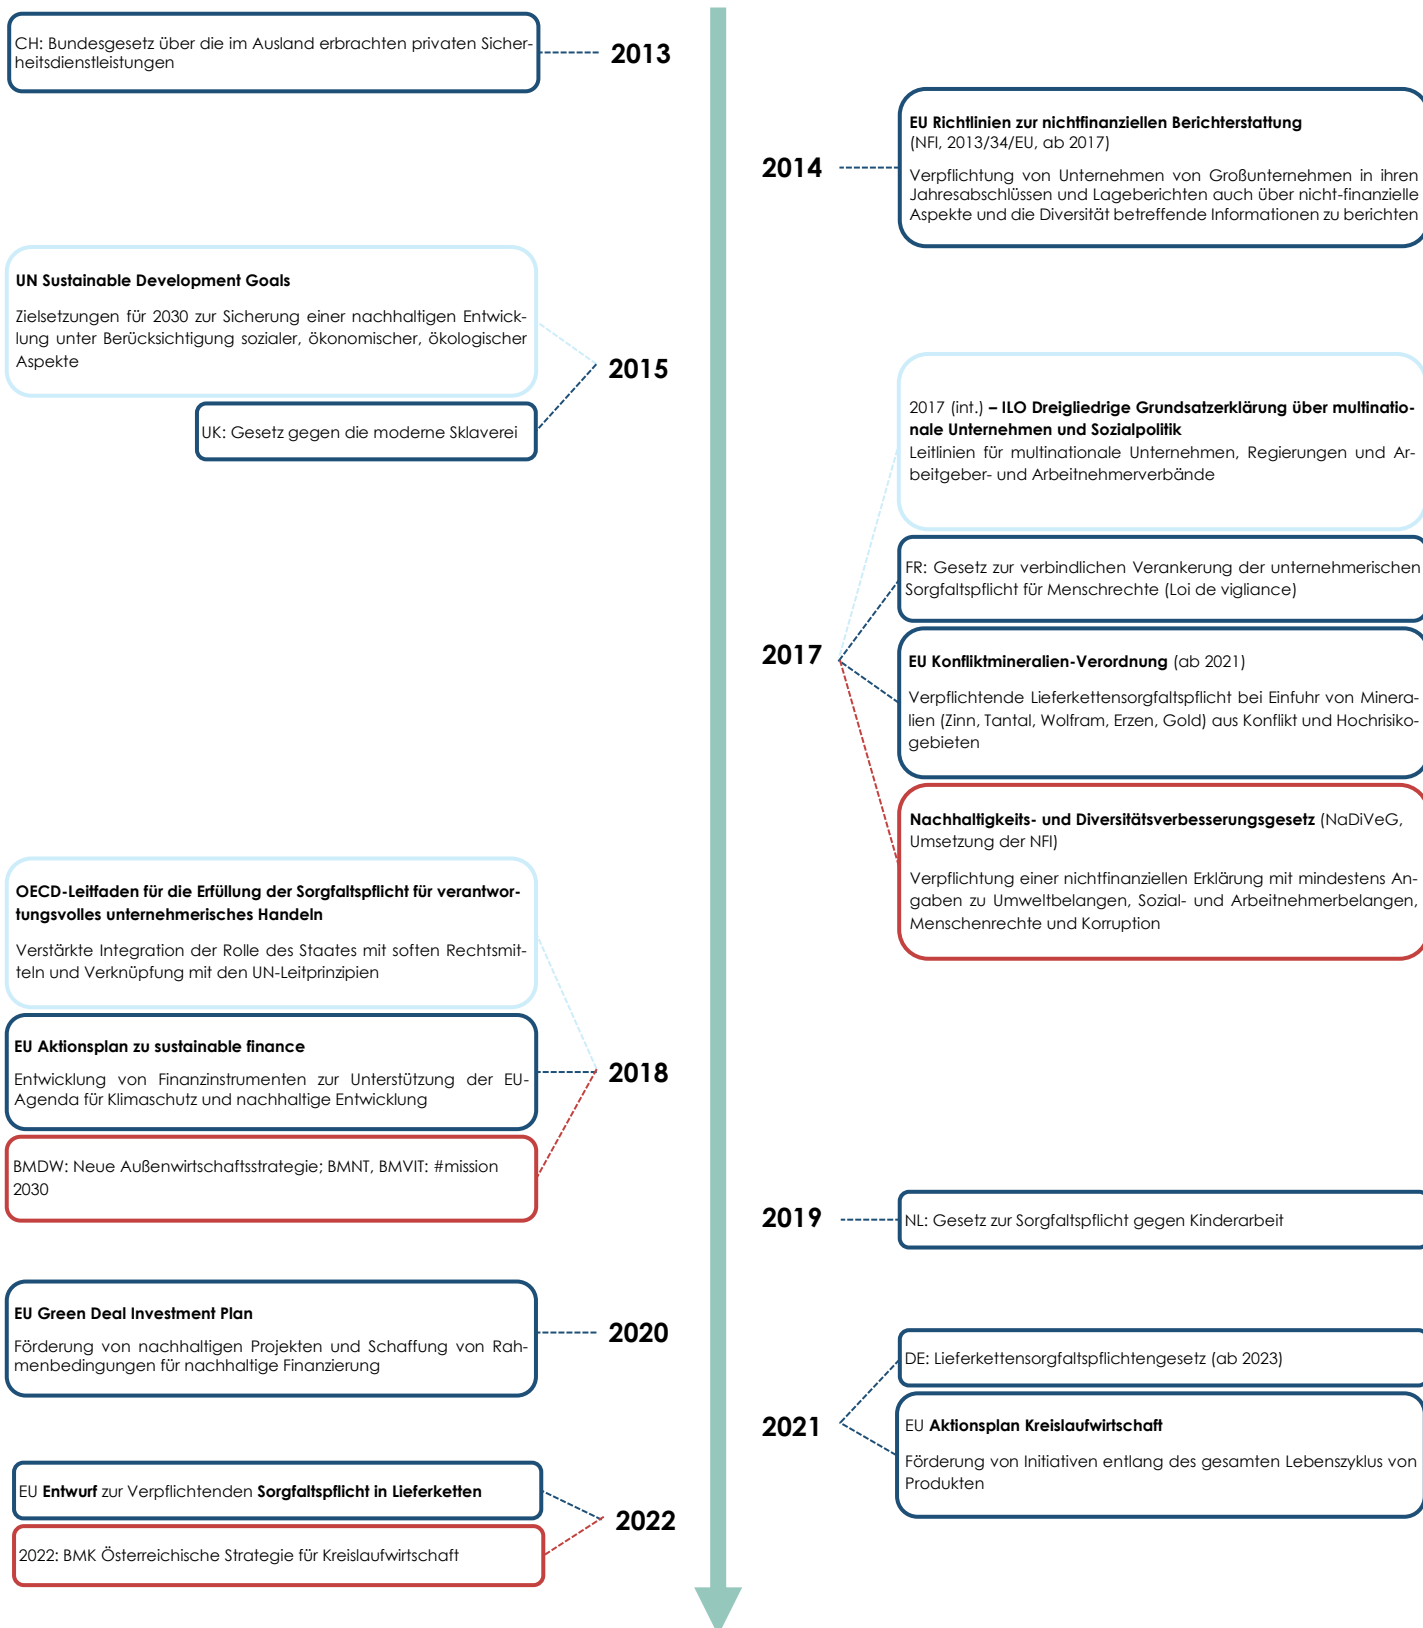 CH: Bundesgesetz über die im Ausland erbrachten privaten Sicher-
heitsdienstleistungen
2013
EU Richtlinien zur nichtfinanziellen Berichterstattung
(NFI, 2013/34/EU, ab 2017)
Verpflichtung von Unternehmen von Großunternehmen in ihren
Jahresabschlüssen und Lageberichten auch über nicht-finanzielle
Aspekte und die Diversität betreffende Informationen zu berichten
2014
UN Sustainable Development Goals
Zielsetzungen für 2030 zur Sicherung einer nachhaltigen Entwick-
lung unter Berücksichtigung sozialer, ökonomischer, ökologischer
Aspekte
UK: Gesetz gegen die moderne Sklaverei
2015
2017 (int.) – ILO Dreigliedrige Grundsatzerklärung über multinatio-
nale Unternehmen und Sozialpolitik
Leitlinien für multinationale Unternehmen, Regierungen und Ar-
beitgeber- und Arbeitnehmerverbände
FR: Gesetz zur verbindlichen Verankerung der unternehmerischen
Sorgfaltspflicht für Menschrechte (Loi de vigliance)
2017
EU Konfliktmineralien-Verordnung (ab 2021)
Verpflichtende Lieferkettensorgfaltspflicht bei Einfuhr von Minera-
lien (Zinn, Tantal, Wolfram, Erzen, Gold) aus Konflikt und Hochrisiko-
gebieten
Nachhaltigkeits- und Diversitätsverbesserungsgesetz (NaDiVeG,
Umsetzung der NFI)
Verpflichtung einer nichtfinanziellen Erklärung mit mindestens An-
gaben zu Umweltbelangen, Sozial- und Arbeitnehmerbelangen,
Menschenrechte und Korruption
OECD-Leitfaden für die Erfüllung der Sorgfaltspflicht für verantwor-
tungsvolles unternehmerisches Handeln
Verstärkte Integration der Rolle des Staates mit soften Rechtsmit-
teln und Verknüpfung mit den UN-Leitprinzipien
EU Aktionsplan zu sustainable finance
Entwicklung von Finanzinstrumenten zur Unterstützung der EU-
Agenda für Klimaschutz und nachhaltige Entwicklung
2018
BMDW: Neue Außenwirtschaftsstrategie; BMNT, BMVIT: #mission
2030
2019
NL: Gesetz zur Sorgfaltspflicht gegen Kinderarbeit
EU Green Deal Investment Plan
Förderung von nachhaltigen Projekten und Schaffung von Rah-
menbedingungen für nachhaltige Finanzierung
2020
DE: Lieferkettensorgfaltspflichtengesetz (ab 2023)
2021
EU Aktionsplan Kreislaufwirtschaft
Förderung von Initiativen entlang des gesamten Lebenszyklus von
Produkten
EU Entwurf zur Verpflichtenden Sorgfaltspflicht in Lieferketten
2022
2022: BMK Österreichische Strategie für Kreislaufwirtschaft